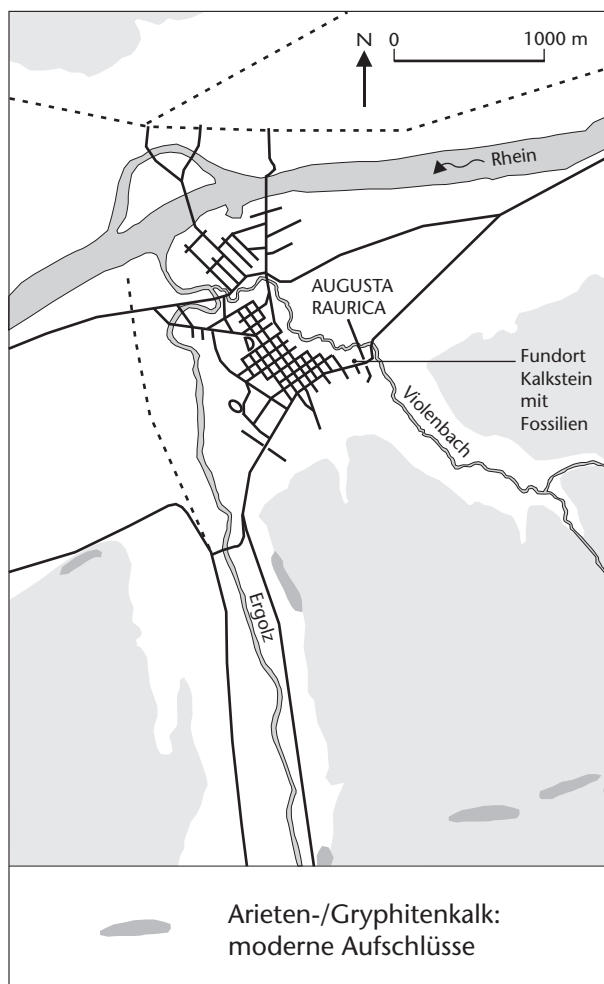 N
0 1000 m
Rhein
AUGUSTA
RAURICA
Fundort
Kalkstein
mit
Fossilien
Violenbach
Ergolz
Arieten-/Gryphitenkalk:
moderne Aufschlüsse